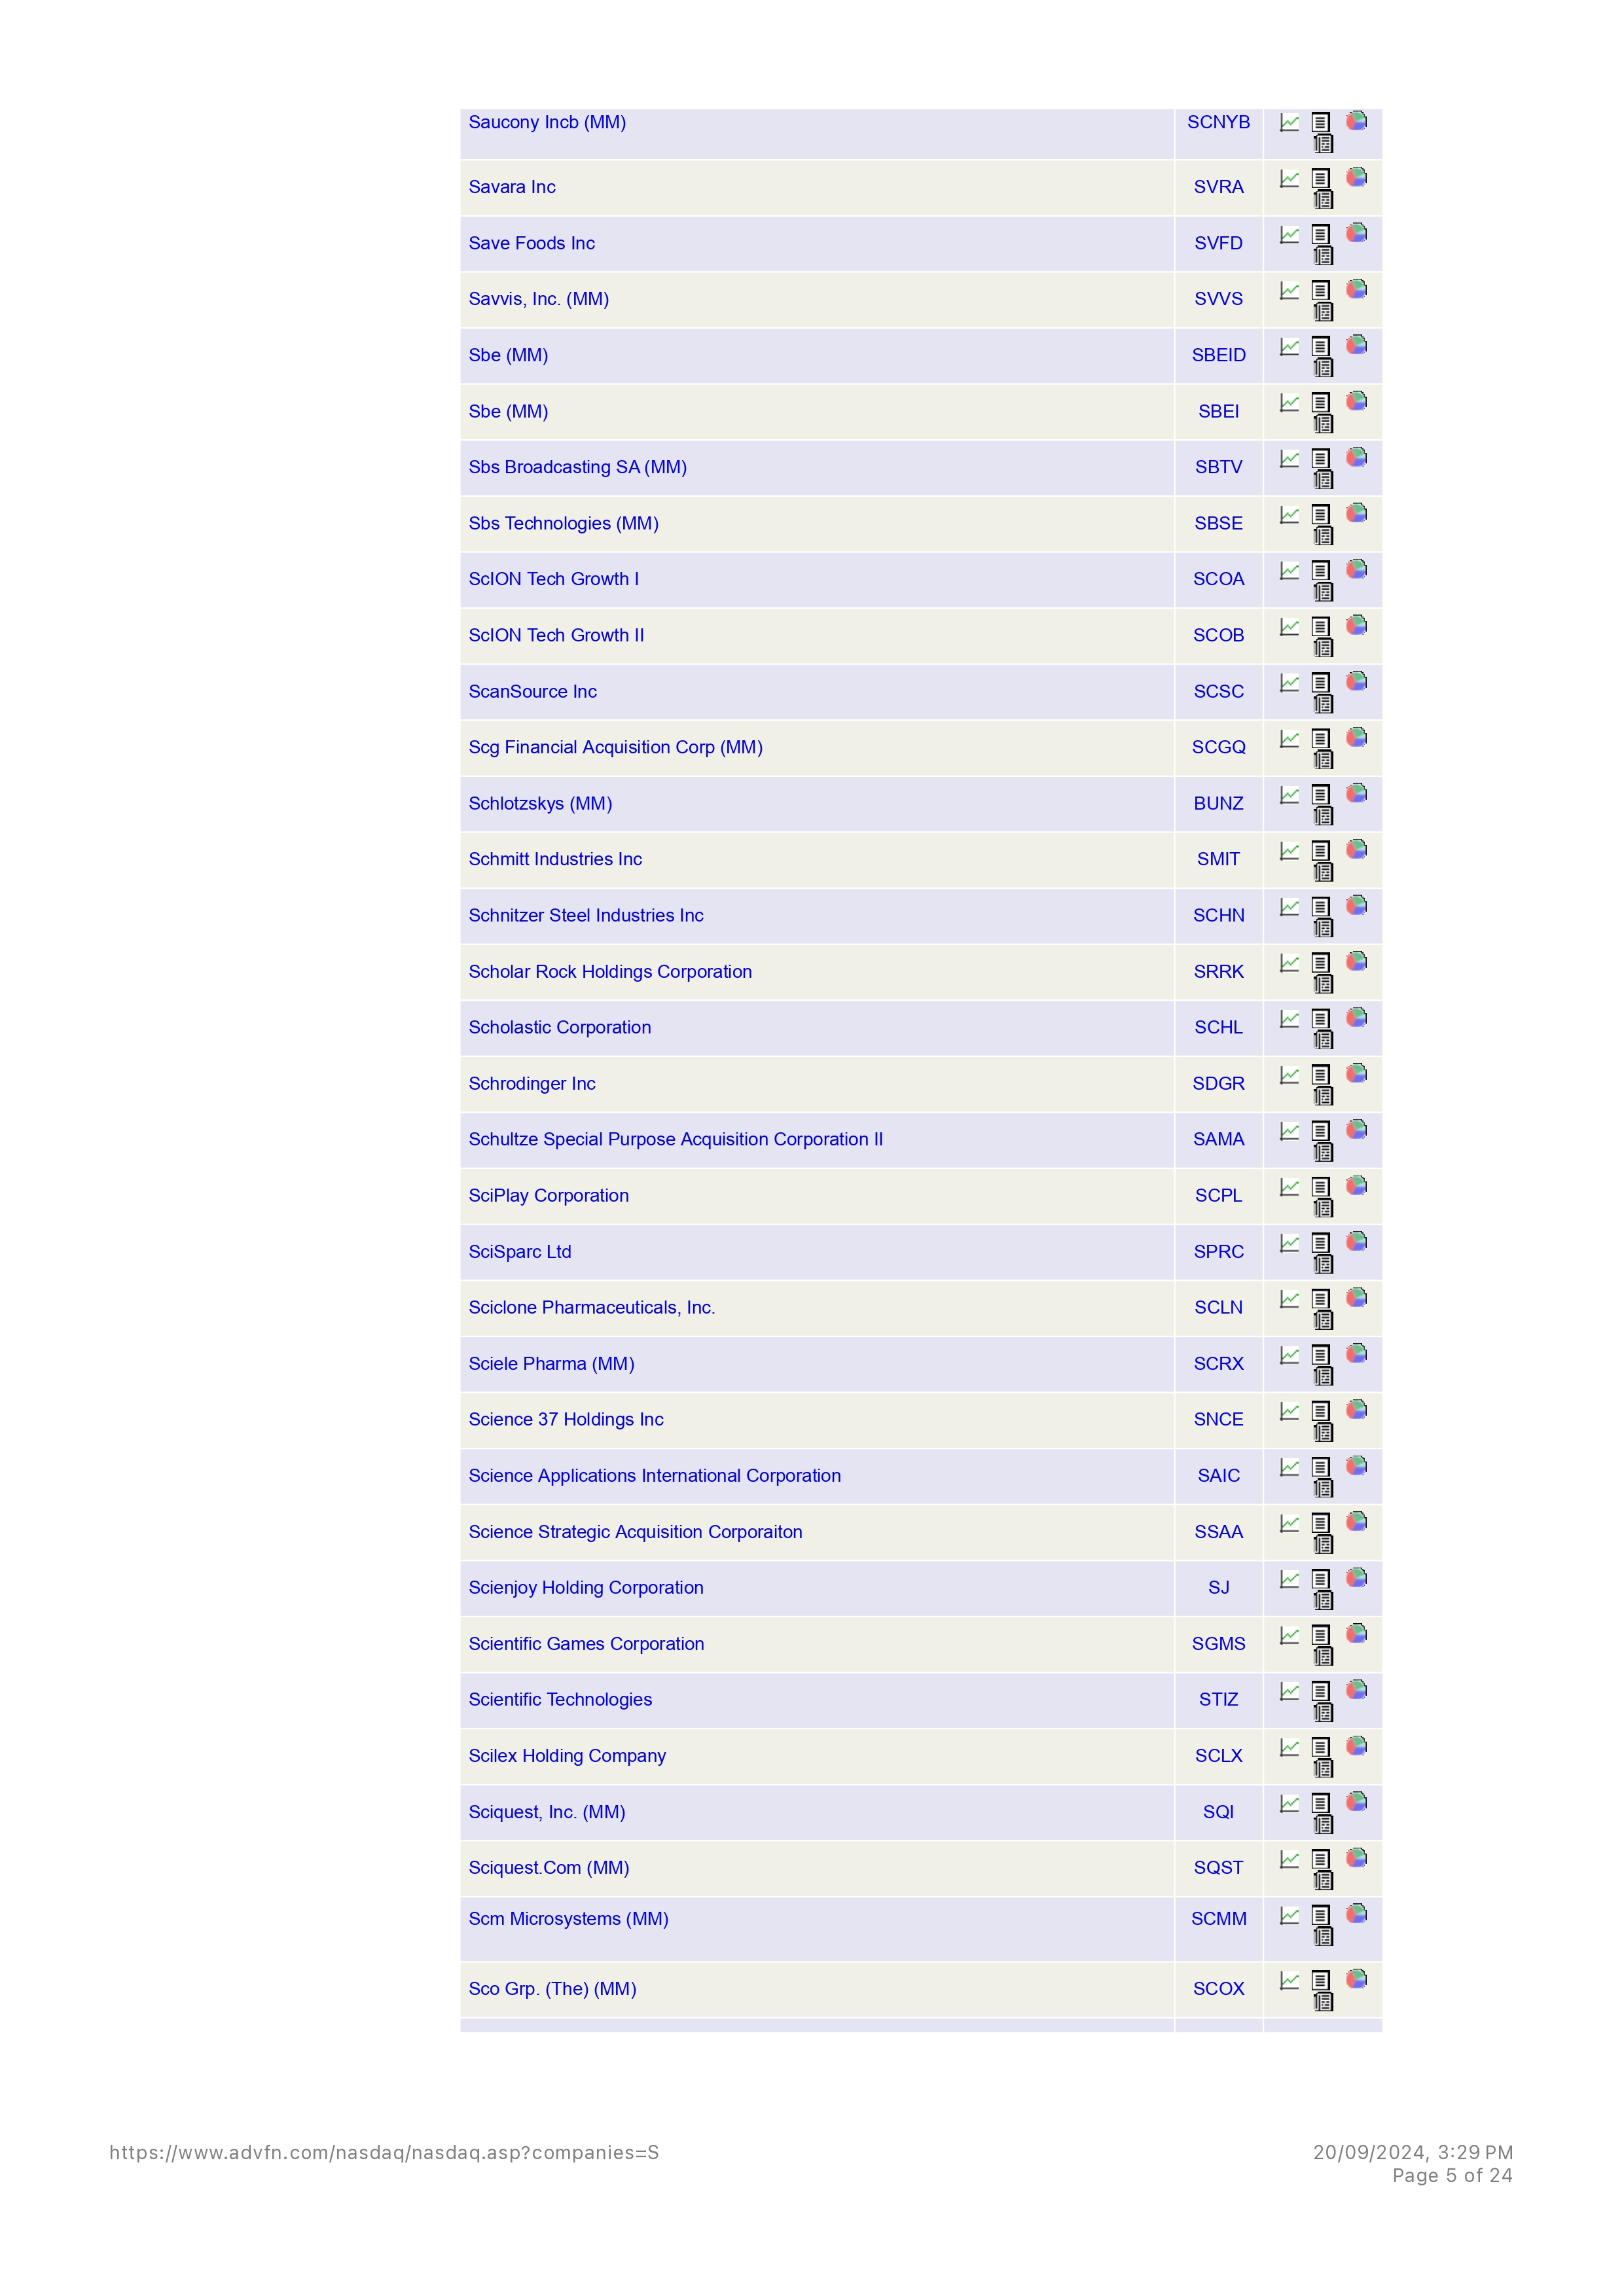 Saucony Incb (MM) SCNYB
Savara Inc SVRA
Save Foods Inc SVFD
Savvis, Inc. (MM) SVVS
Sbe (MM) SBEID
Sbe (MM) SBEI
Sbs Broadcasting SA (MM) SBTV
Sbs Technologies (MM) SBSE
ScION Tech Growth I SCOA
ScION Tech Growth II SCOB
ScanSource Inc SCSC
Scg Financial Acquisition Corp (MM) SCGQ
Schlotzskys (MM) BUNZ
Schmitt Industries Inc SMIT
Schnitzer Steel Industries Inc SCHN
Scholar Rock Holdings Corporation SRRK
Scholastic Corporation SCHL
Schrodinger Inc SDGR
Schultze Special Purpose Acquisition Corporation II SAMA
SciPlay Corporation SCPL
SciSparc Ltd SPRC
Sciclone Pharmaceuticals, Inc. SCLN
Sciele Pharma (MM) SCRX
Science 37 Holdings Inc SNCE
Science Applications International Corporation SAIC
Science Strategic Acquisition Corporaiton SSAA
Scienjoy Holding Corporation SJ
Scientific Games Corporation SGMS
Scientific Technologies STIZ
Scilex Holding Company SCLX
Sciquest, Inc. (MM) SQI
Sciquest.Com (MM) SQST
Scm Microsystems (MM) SCMM
Sco Grp. (The) (MM) SCOX
https://www.advfn.com/nasdaq/nasdaq.asp?companies=S 20/09/2024, 3:29 PM
Page 5 of 24